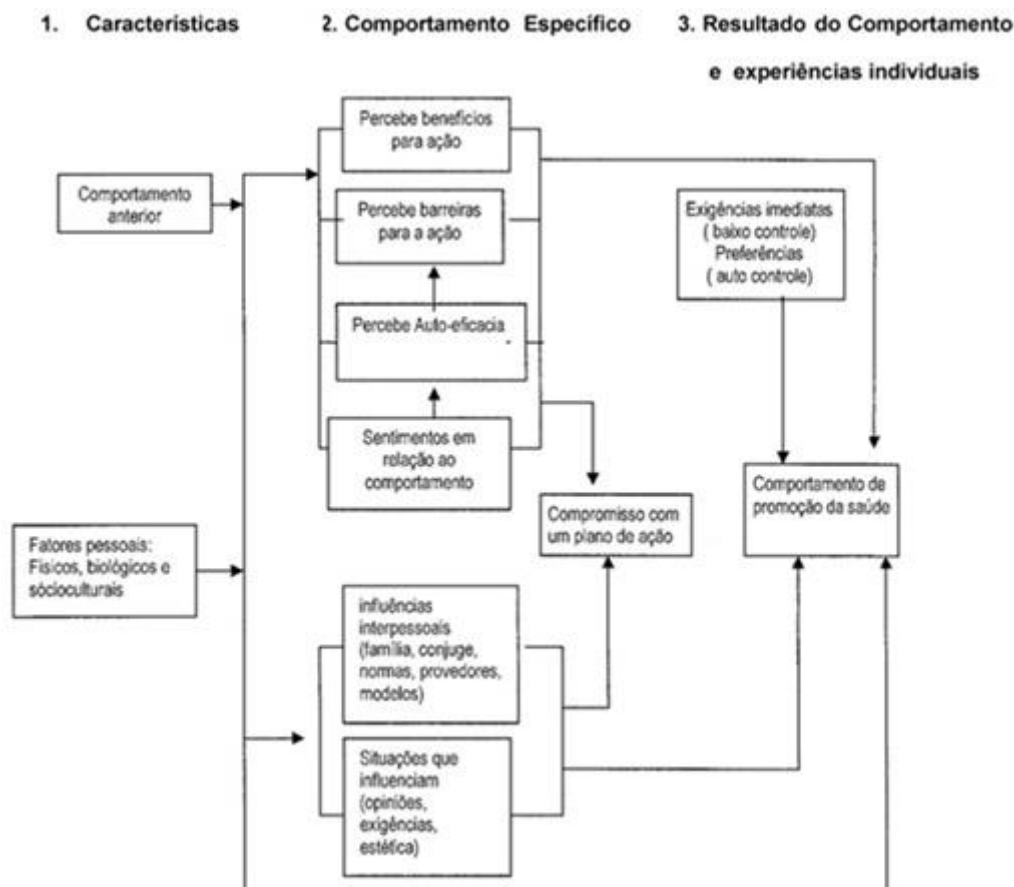 1. Características
2. Comportamento Específico
3. Resultado do Comportamento
e experiências individuais
Comportamento
anterior
Fatores pessoais:
Físicos, biológicos e
sócioculturais
Percebe benefícios
para ação
Percebe barreiras
para a ação
Percebe Auto-eficacia
Sentimentos em
relação ao
comportamento
influências
interpessoais
(família, conjuge,
normas, provedores,
modelos)
Situações que
influenciam
(opiniões,
exigências,
estética)
Compromisso com
um plano de ação
Exigências imediatas
( baixo controle)
Preferências
( auto controle)
Comportamento de
promoção da saúde